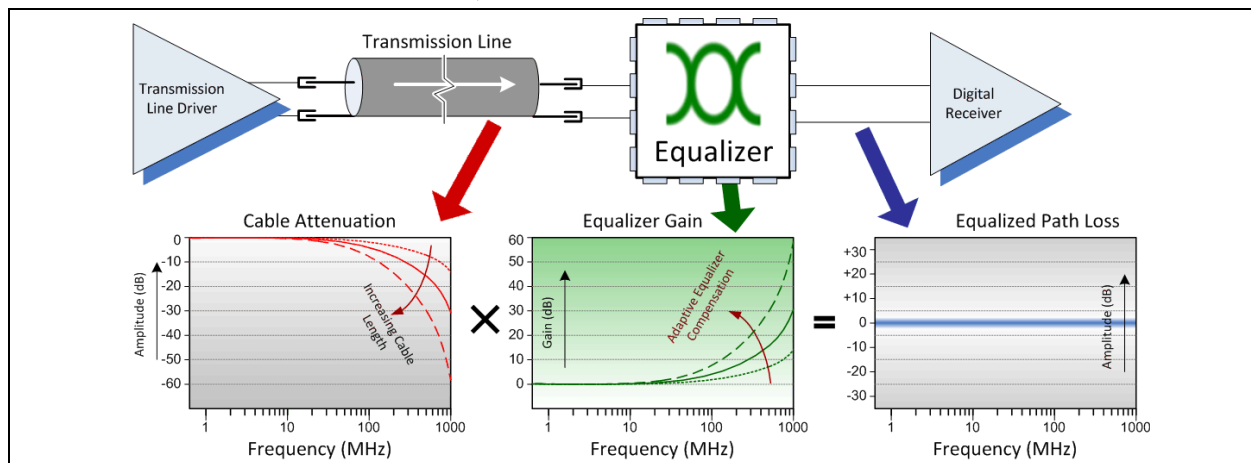 Transmission Line
Transmission
Line Driver
Equalizer
Digital
Receiver
Cable Attenuation
Equalizer Gain
Equalized Path Loss
Amplitude (dB)
0
-10
-20
-30
-40
-50
-60
Increasing Cable
Length
1
10
100
1000
Frequency (MHz)
×
Gain (dB)
60
50
40
30
20
10
0
Adaptive Equalizer
Compensation
1
10
100
1000
Frequency (MHz)
=
+30
+20
+10
0
-10
-20
-30
Amplitude (dB)
1
10
100
1000
Frequency (MHz)